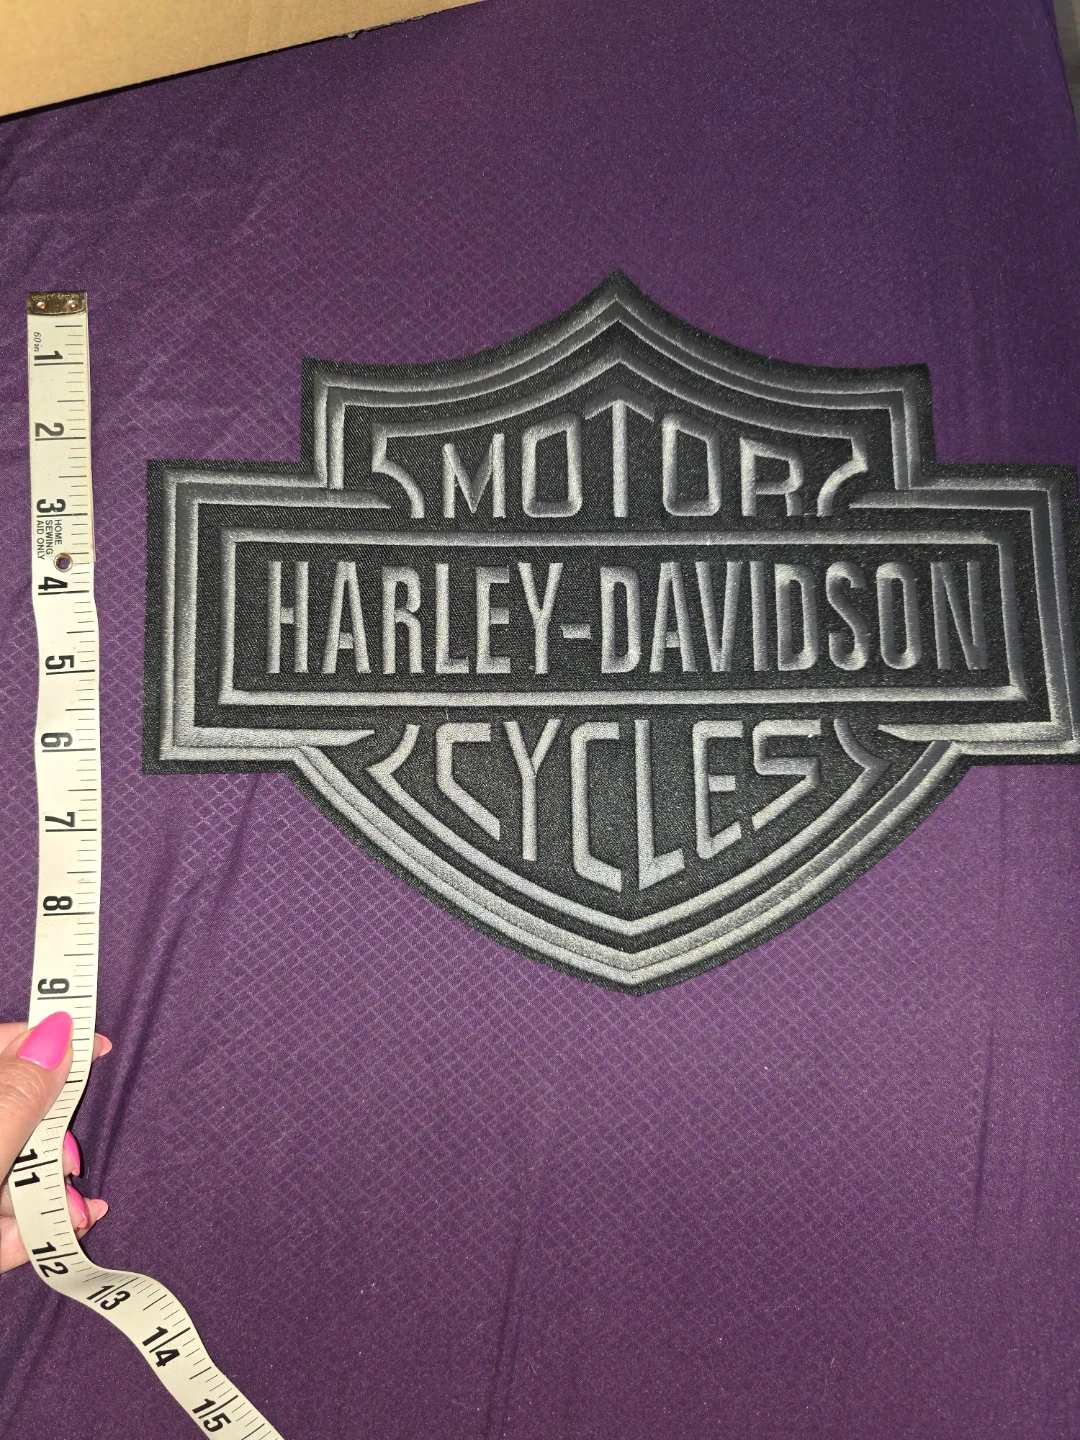 MOTOR
HARLEY-DAVIDSON
CYCLES
60 in
1
2
3
HOME
SEWING
AID ONLY
4
5
6
7
8
9
11
12
13
14
15